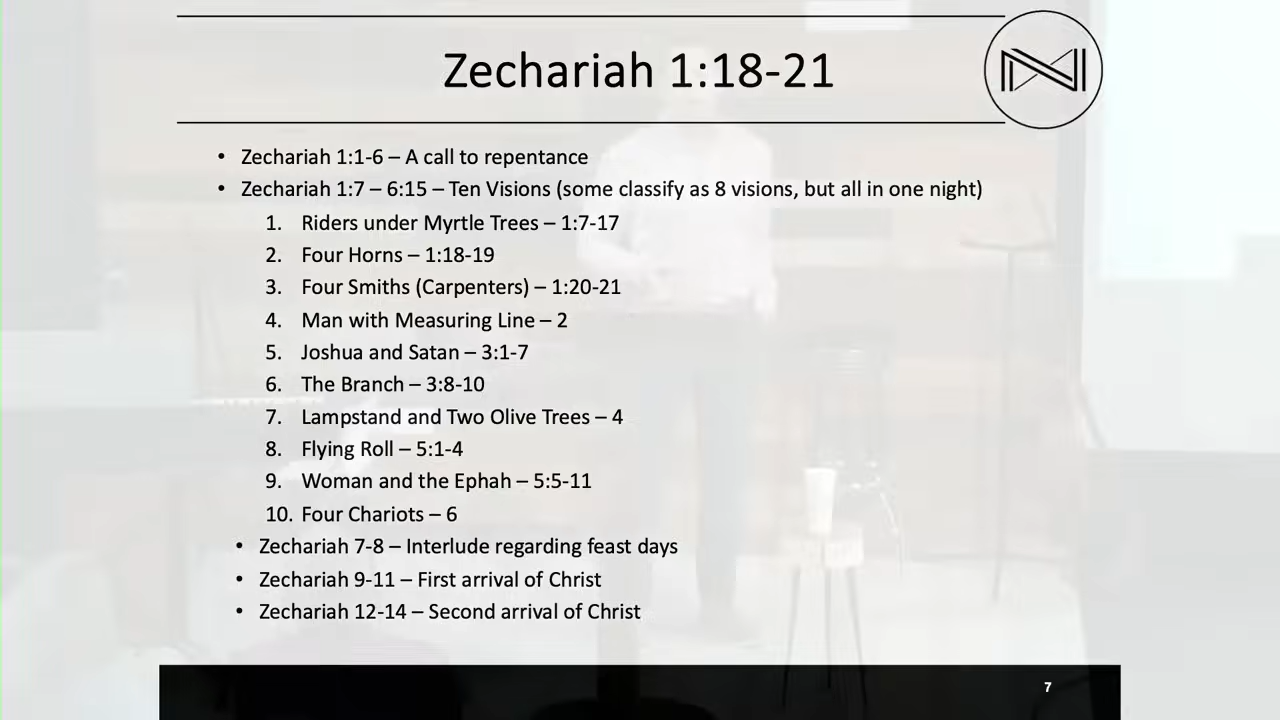 Zechariah 1:18-21
• Zechariah 1:1-6 – A call to repentance
• Zechariah 1:7 – 6:15 – Ten Visions (some classify as 8 visions, but all in one night)
1. Riders under Myrtle Trees – 1:7-17
2. Four Horns – 1:18-19
3. Four Smiths (Carpenters) – 1:20-21
4. Man with Measuring Line – 2
5. Joshua and Satan – 3:1-7
6. The Branch – 3:8-10
7. Lampstand and Two Olive Trees – 4
8. Flying Roll – 5:1-4
9. Woman and the Ephah – 5:5-11
10. Four Chariots – 6
• Zechariah 7-8 – Interlude regarding feast days
• Zechariah 9-11 – First arrival of Christ
• Zechariah 12-14 – Second arrival of Christ
7